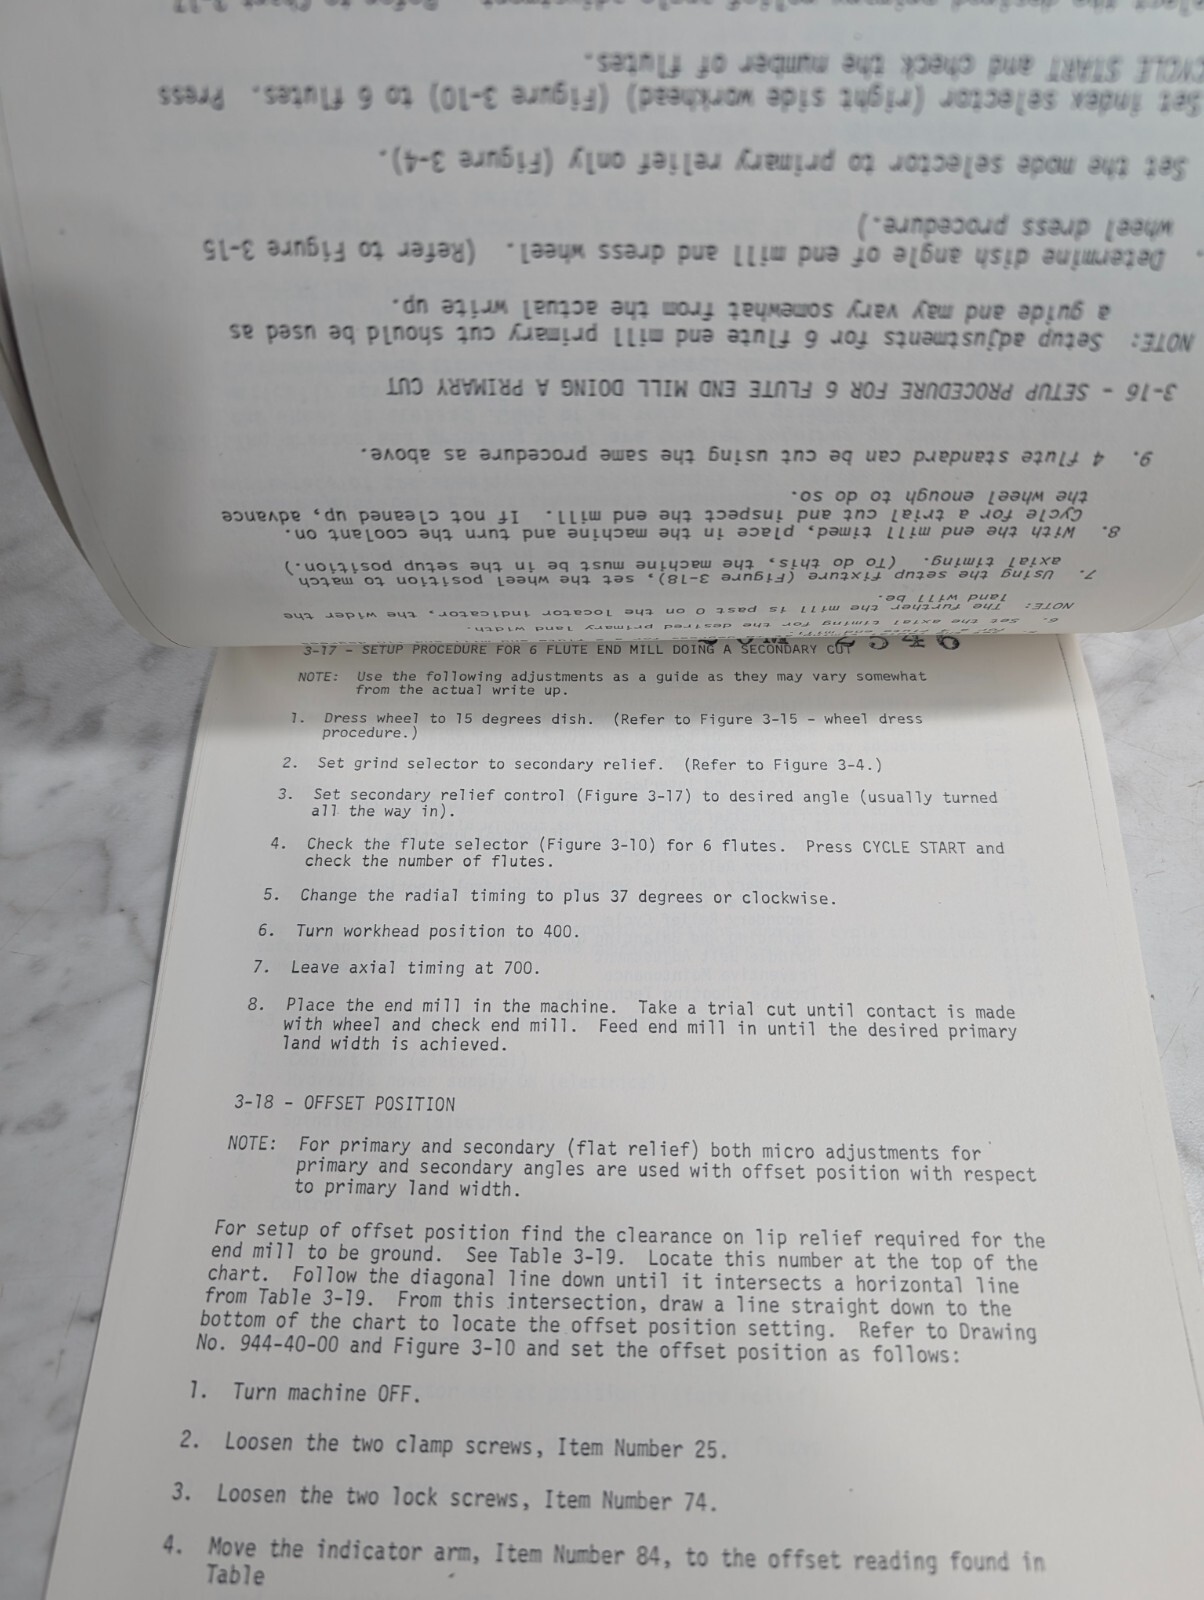 6. Set the axial timing for the desired primary land width.
NOTE: The further the mill is past 0 on the locator indicator, the wider the
land will be.
7. Using the setup fixture (Figure 3-18), set the wheel position to match
axial timing. (To do this, the machine must be in the setup position.)
8. With the end mill timed, place in the machine and turn the coolant on.
Cycle for a trial cut and inspect the end mill. If not cleaned up, advance
the wheel enough to do so.
9. 4 flute standard can be cut using the same procedure as above.
3-16 - SETUP PROCEDURE FOR 6 FLUTE END MILL DOING A PRIMARY CUT
NOTE: Setup adjustments for 6 flute end mill primary cut should be used as
a guide and may vary somewhat from the actual write up.
. Determine dish angle of end mill and dress wheel. (Refer to Figure 3-15
wheel dress procedure.)
Set the mode selector to primary relief only (Figure 3-4).
Set index selector (right side workhead) (Figure 3-10) to 6 flutes. Press
CYCLE START and check the number of flutes.
the desired primary relief angle adjustment. Refer to Chart
3-17 - SETUP PROCEDURE FOR 6 FLUTE END MILL DOING A SECONDARY CUT
NOTE: Use the following adjustments as a guide as they may vary somewhat
from the actual write up.
1. Dress wheel to 15 degrees dish. (Refer to Figure 3-15 - wheel dress
procedure.)
2. Set grind selector to secondary relief. (Refer to Figure 3-4.)
3. Set secondary relief control (Figure 3-17) to desired angle (usually turned
all the way in).
4. Check the flute selector (Figure 3-10) for 6 flutes. Press CYCLE START and
check the number of flutes.
5. Change the radial timing to plus 37 degrees or clockwise.
6. Turn workhead position to 400.
7. Leave axial timing at 700.
8. Place the end mill in the machine. Take a trial cut until contact is made
with wheel and check end mill. Feed end mill in until the desired primary
land width is achieved.
3-18 - OFFSET POSITION
NOTE: For primary and secondary (flat relief) both micro adjustments for
primary and secondary angles are used with offset position with respect
to primary land width.
For setup of offset position find the clearance on lip relief required for the
end mill to be ground. See Table 3-19. Locate this number at the top of the
chart. Follow the diagonal line down until it intersects a horizontal line
from Table 3-19. From this intersection, draw a line straight down to the
bottom of the chart to locate the offset position setting. Refer to Drawing
No. 944-40-00 and Figure 3-10 and set the offset position as follows:
1. Turn machine OFF.
2. Loosen the two clamp screws, Item Number 25.
3. Loosen the two lock screws, Item Number 74.
4. Move the indicator arm, Item Number 84, to the offset reading found in
Table